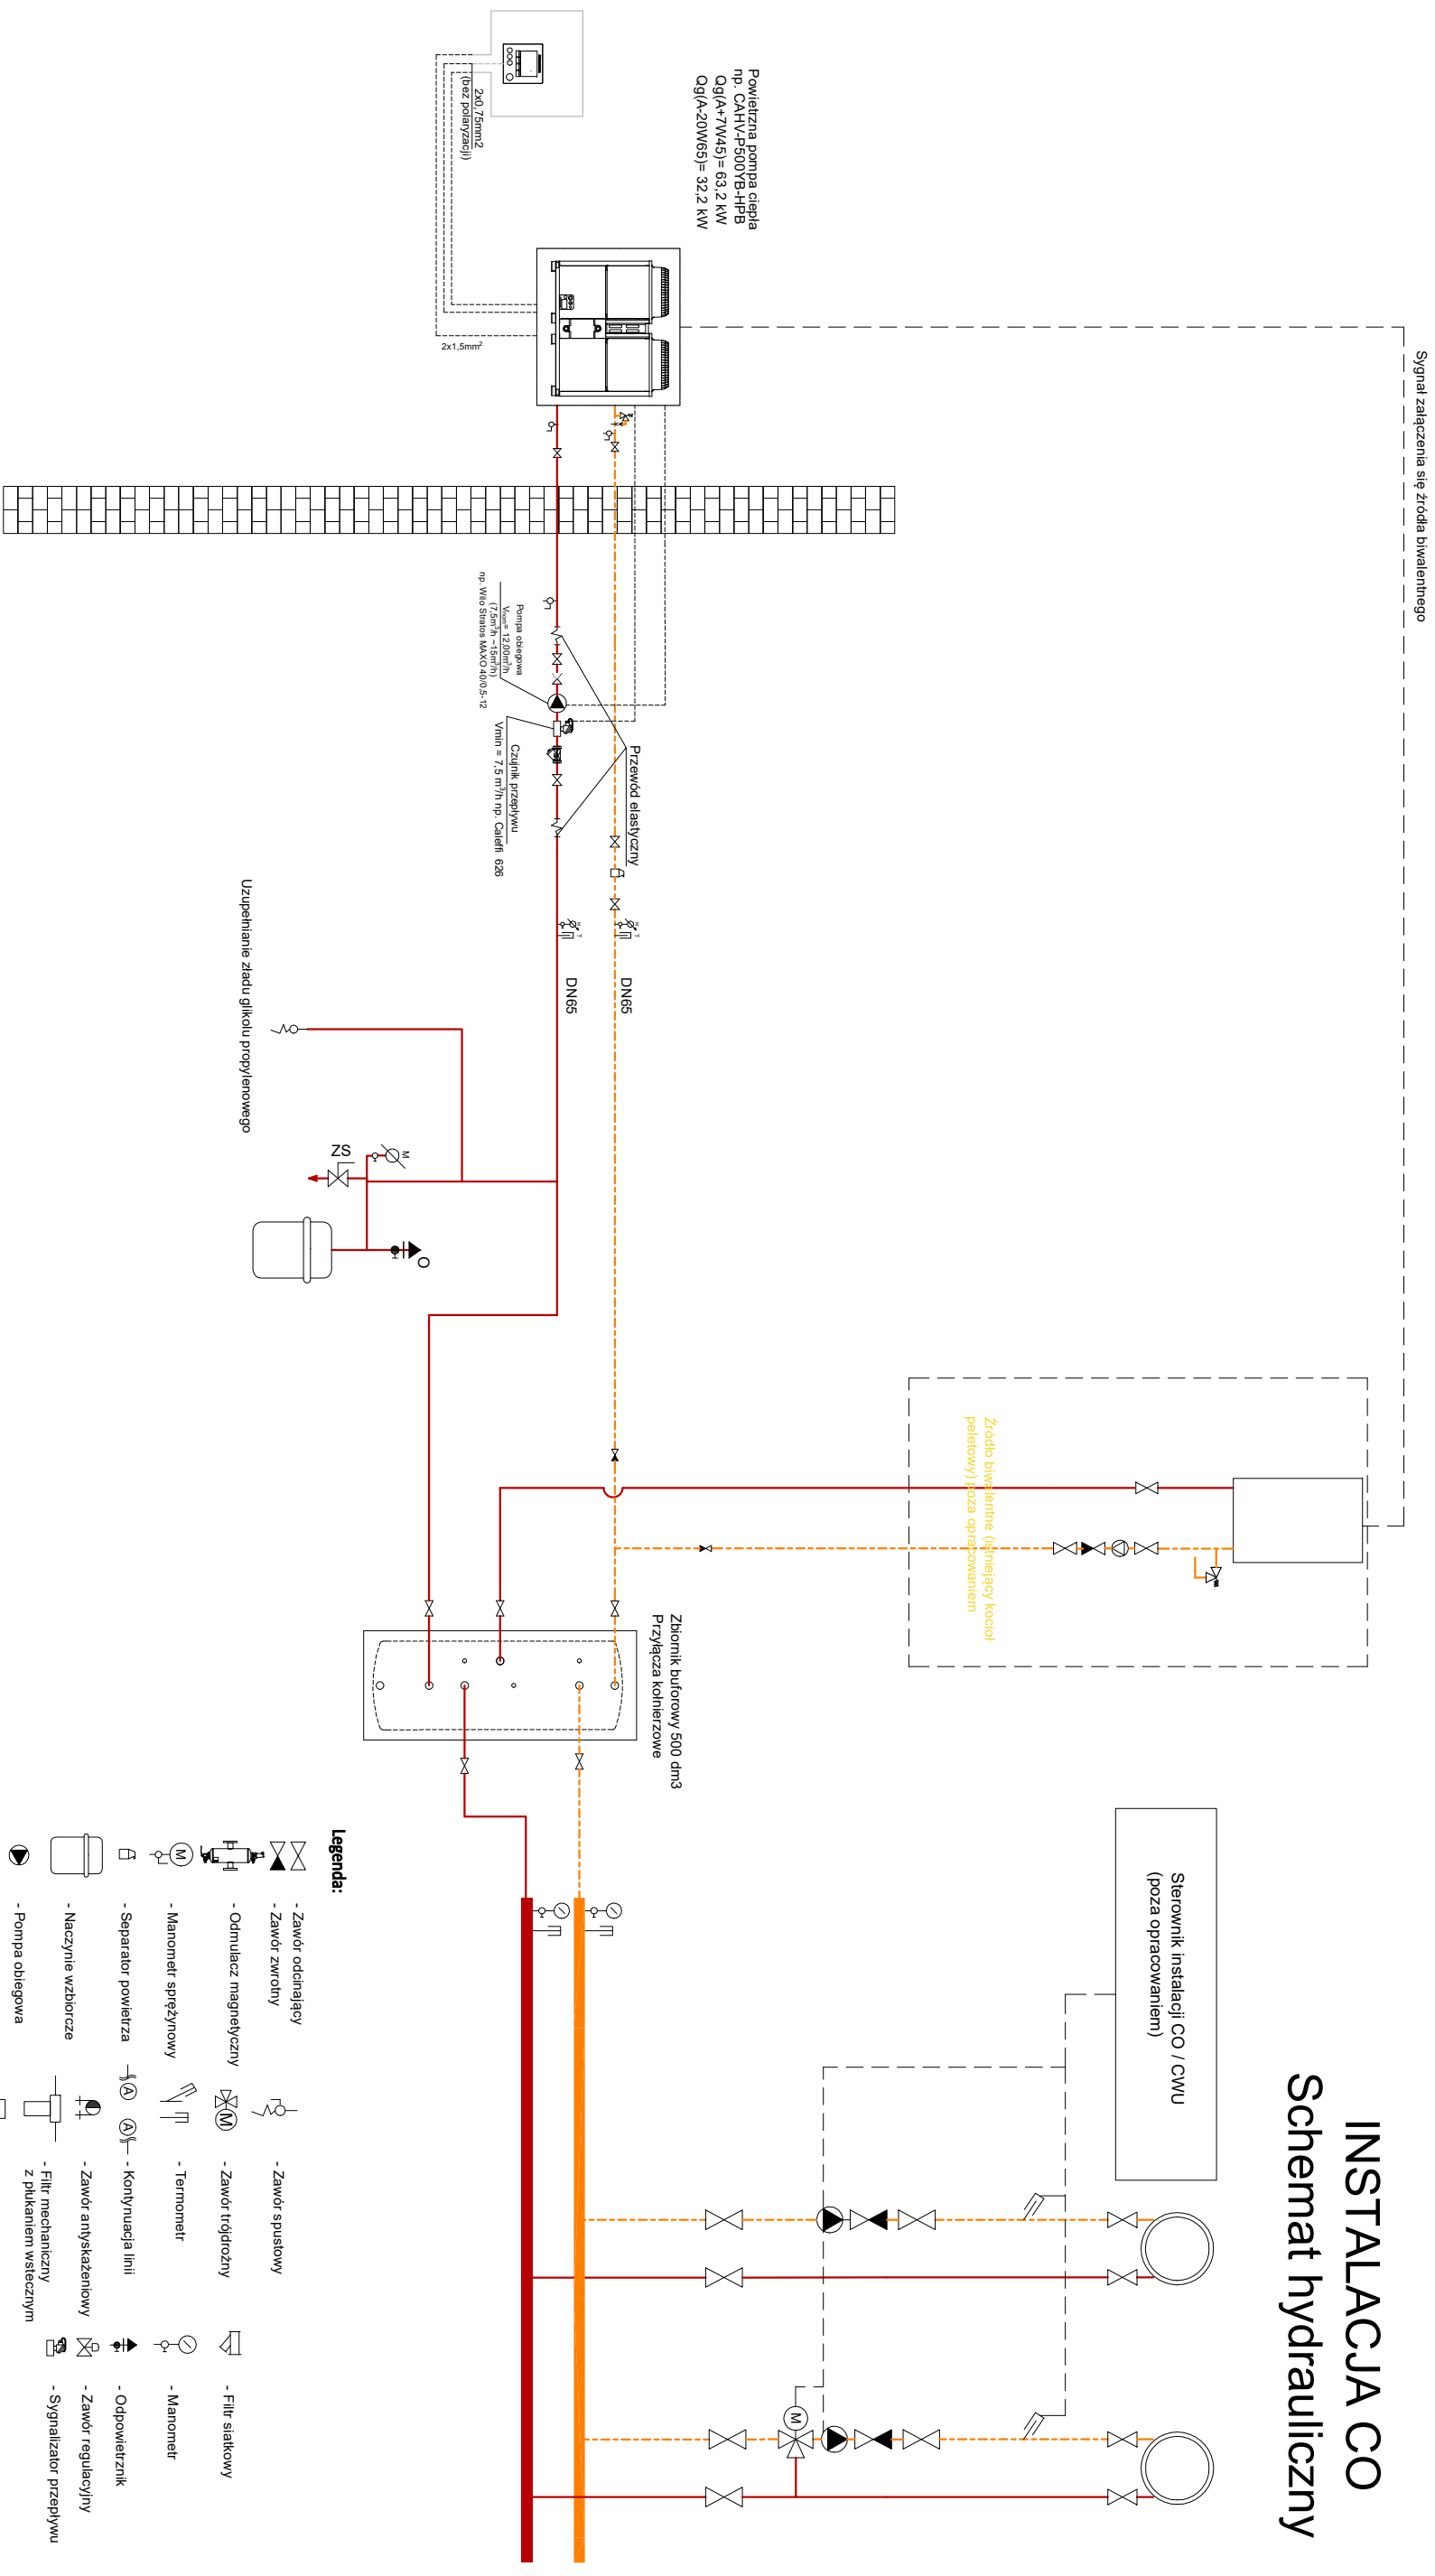 INSTALACJA CO
Schemat hydrauliczny
Sygnał załączenia się źródła biwalentnego
Powietrzna pompa ciepła
np. CAHV-P500YB-HPB
Qg(A+7W45)= 63,2 kW
Qg(A-20W65)= 32,2 kW
2x0,75mm2
(bez polaryzacji)
2x1,5mm²
Pompa obiegowa
Vnom= 12,00m³/h
(7,5m³/h ~15m³/h)
np. Wilo Stratos MAXO 40/0,5-12
Czujnik przepływu
Vmin = 7,5 m³/h np. Caleffi 626
Przewód elastyczny
M
T
M
T
DN65
DN65
Uzupełnianie zładu glikolu propylenowego
ZS
M
O
Źródło biwalentne (istniejący kocioł
peletowy) poza opracowaniem
Zbiornik buforowy 500 dm3
Przyłącza kołnierzowe
Sterownik instalacji CO / CWU
(poza opracowaniem)
M
Legenda:
- Zawór odcinający
- Zawór zwrotny
- Odmulacz magnetyczny
M
- Manometr sprężynowy
- Separator powietrza
- Naczynie wzbiorcze
- Pompa obiegowa
- Zawór spustowy
M
- Zawór trójdrożny
- Termometr
A
A
- Kontynuacja linii
- Zawór antyskażeniowy
- Filtr mechaniczny
z płukaniem wstecznym
- Filtr siatkowy
- Manometr
- Odpowietrznik
- Zawór regulacyjny
- Sygnalizator przepływu